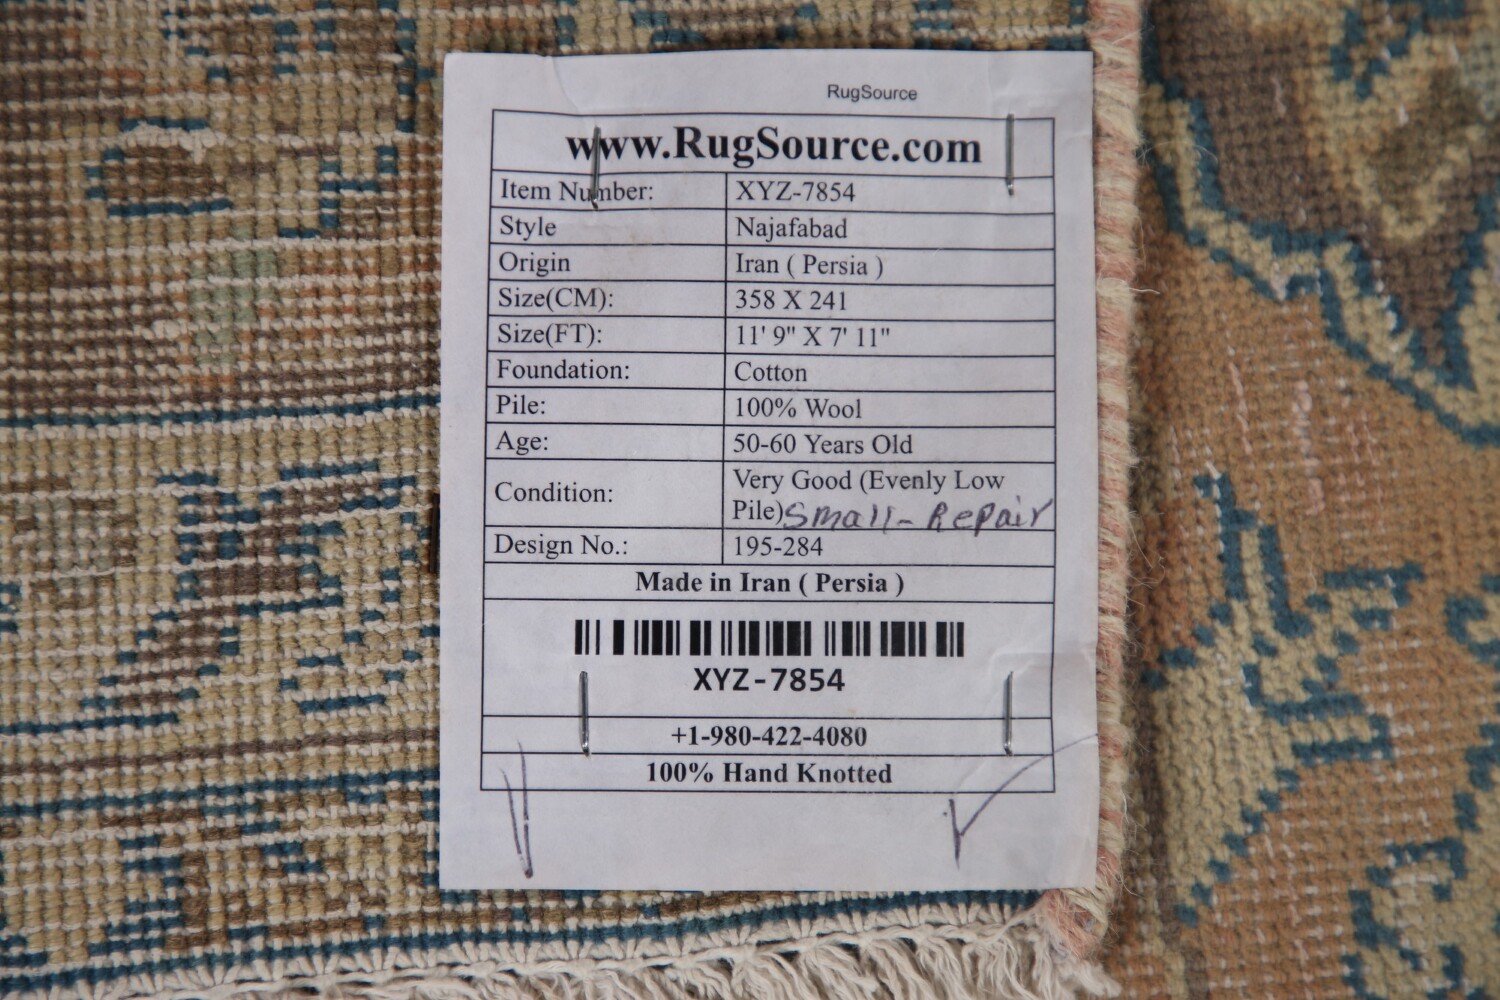 RugSource
www.RugSource.com
Item Number: XYZ-7854
Style Najafabad
Origin Iran ( Persia )
Size(CM): 358 X 241
Size(FT): 11' 9" X 7' 11"
Foundation: Cotton
Pile: 100% Wool
Age: 50-60 Years Old
Condition: Very Good (Evenly Low
Pile) Small- Repair
Design No.: 195-284
Made in Iran ( Persia )
XYZ-7854
+1-980-422-4080
100% Hand Knotted